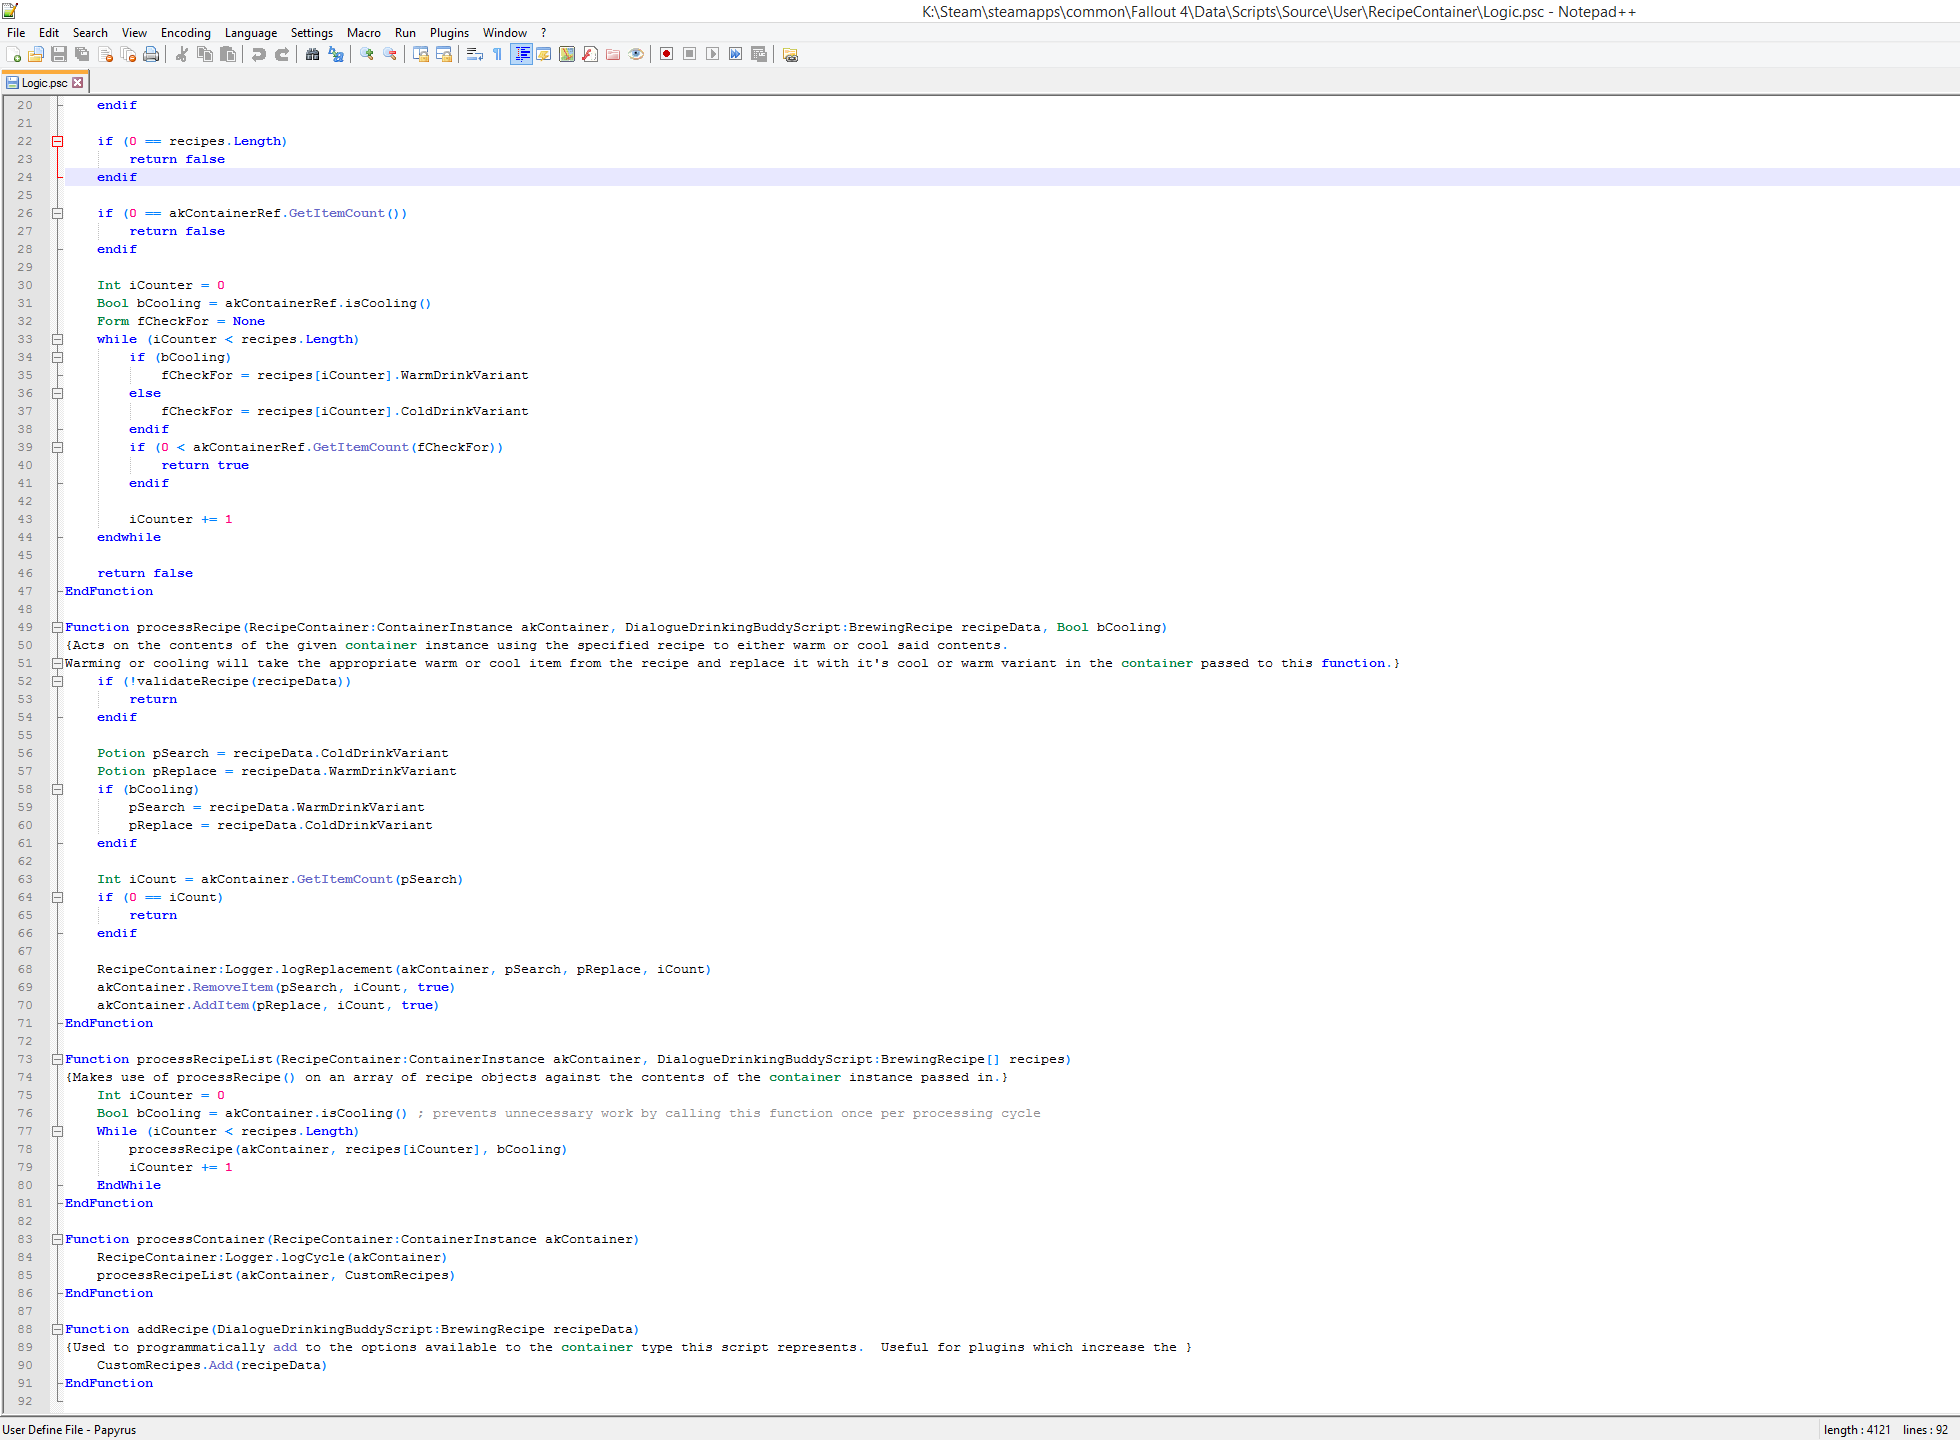 K:\Steam\steamapps\common\Fallout 4\Data\Scripts\Source\User\RecipeContainer\Logic.psc - Notepad++
File Edit Search View Encoding Language Settings Macro Run Plugins Window ?
Logic.psc
20 endif
21
22 if (0 == recipes.Length)
23 return false
24 endif
25
26 if (0 == akContainerRef.GetItemCount())
27 return false
28 endif
29
30 Int iCounter = 0
31 Bool bCooling = akContainerRef.isCooling()
32 Form fCheckFor = None
33 while (iCounter < recipes.Length)
34 if (bCooling)
35 fCheckFor = recipes[iCounter].WarmDrinkVariant
36 else
37 fCheckFor = recipes[iCounter].ColdDrinkVariant
38 endif
39 if (0 < akContainerRef.GetItemCount(fCheckFor))
40 return true
41 endif
42
43 iCounter += 1
44 endwhile
45
46 return false
47 EndFunction
48
49 Function processRecipe(RecipeContainer:ContainerInstance akContainer, DialogueDrinkingBuddyScript:BrewingRecipe recipeData, Bool bCooling)
50 {Acts on the contents of the given container instance using the specified recipe to either warm or cool said contents.
51 Warming or cooling will take the appropriate warm or cool item from the recipe and replace it with it's cool or warm variant in the container passed to this function.}
52 if (!validateRecipe(recipeData))
53 return
54 endif
55
56 Potion pSearch = recipeData.ColdDrinkVariant
57 Potion pReplace = recipeData.WarmDrinkVariant
58 if (bCooling)
59 pSearch = recipeData.WarmDrinkVariant
60 pReplace = recipeData.ColdDrinkVariant
61 endif
62
63 Int iCount = akContainer.GetItemCount(pSearch)
64 if (0 == iCount)
65 return
66 endif
67
68 RecipeContainer:Logger.logReplacement(akContainer, pSearch, pReplace, iCount)
69 akContainer.RemoveItem(pSearch, iCount, true)
70 akContainer.AddItem(pReplace, iCount, true)
71 EndFunction
72
73 Function processRecipeList(RecipeContainer:ContainerInstance akContainer, DialogueDrinkingBuddyScript:BrewingRecipe[] recipes)
74 {Makes use of processRecipe() on an array of recipe objects against the contents of the container instance passed in.}
75 Int iCounter = 0
76 Bool bCooling = akContainer.isCooling() ; prevents unnecessary work by calling this function once per processing cycle
77 While (iCounter < recipes.Length)
78 processRecipe(akContainer, recipes[iCounter], bCooling)
79 iCounter += 1
80 EndWhile
81 EndFunction
82
83 Function processContainer(RecipeContainer:ContainerInstance akContainer)
84 RecipeContainer:Logger.logCycle(akContainer)
85 processRecipeList(akContainer, CustomRecipes)
86 EndFunction
87
88 Function addRecipe(DialogueDrinkingBuddyScript:BrewingRecipe recipeData)
89 {Used to programmatically add to the options available to the container type this script represents.  Useful for plugins which increase the }
90 CustomRecipes.Add(recipeData)
91 EndFunction
92
User Define File - Papyrus length : 4121 lines : 92